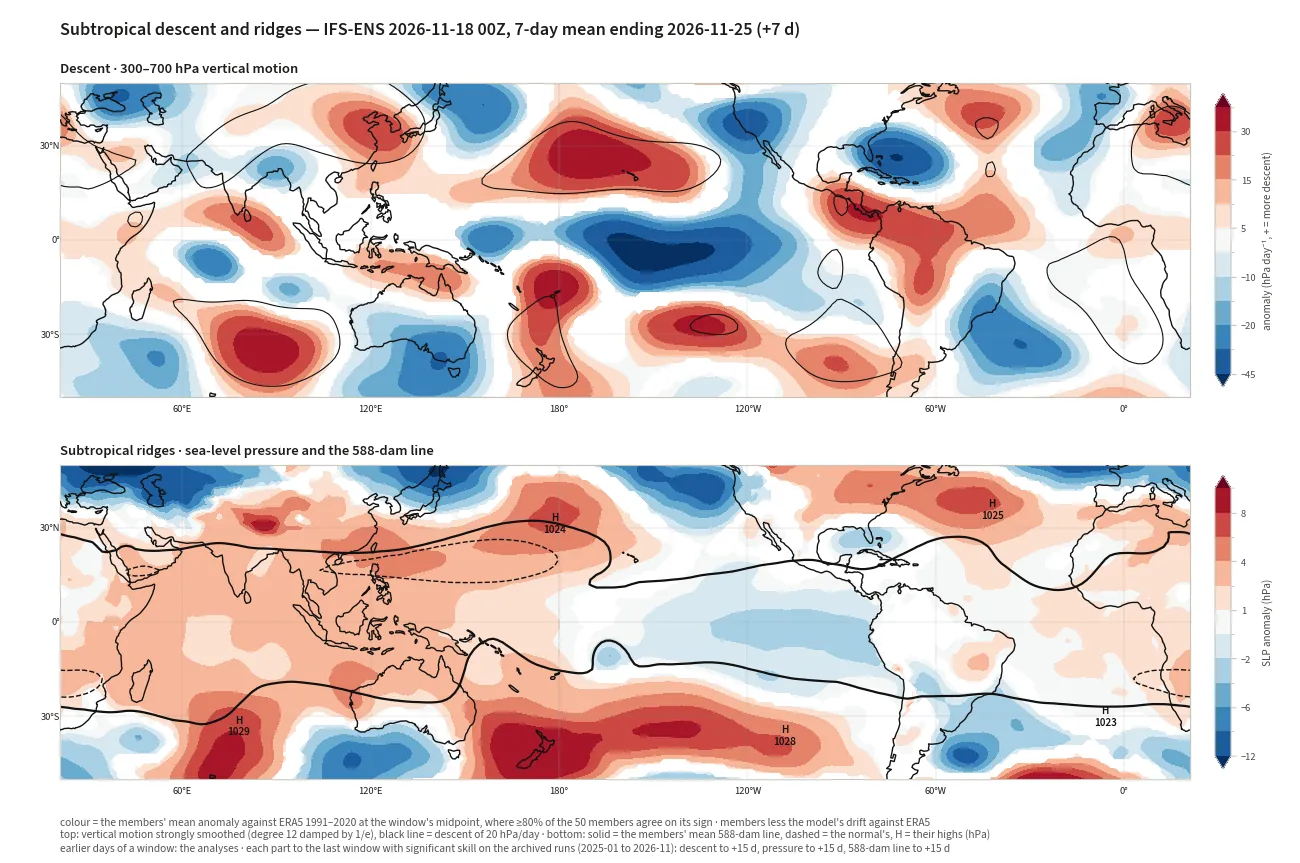 Subtropical descent and ridges — IFS-ENS 2026-11-18 00Z, 7-day mean ending 2026-11-25 (+7 d)
Descent · 300–700 hPa vertical motion
30°N
0°
30°S
60°E
120°E
180°
120°W
60°W
0°
30
15
5
−10
−20
−45
anomaly (hPa day⁻¹, + = more descent)
Subtropical ridges · sea-level pressure and the 588-dam line
30°N
0°
30°S
H
1024
H
1025
H
1029
H
1028
H
1023
60°E
120°E
180°
120°W
60°W
0°
8
4
1
−2
−6
−12
SLP anomaly (hPa)
colour = the members' mean anomaly against ERA5 1991–2020 at the window's midpoint, where ≥80% of the 50 members agree on its sign · members less the model's drift against ERA5
top: vertical motion strongly smoothed (degree 12 damped by 1/e), black line = descent of 20 hPa/day · bottom: solid = the members' mean 588-dam line, dashed = the normal's, H = their highs (hPa)
earlier days of a window: the analyses · each part to the last window with significant skill on the archived runs (2025-01 to 2026-11): descent to +15 d, pressure to +15 d, 588-dam line to +15 d